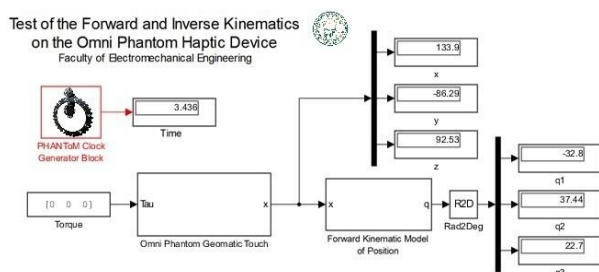 Test of the Forward and Inverse Kinematics
on the Omni Phantom Haptic Device
Faculty of Electromechanical Engineering
133.9
x
-86.29
y
92.53
z
3.436
Time
PHANToM Clock
Generator Block
[0 0 0]
Torque
Tau
x
Omni Phantom Geomatic Touch
x
q
Forward Kinematic Model
of Position
R2D
Rad2Deg
-32.8
q1
37.44
q2
22.7